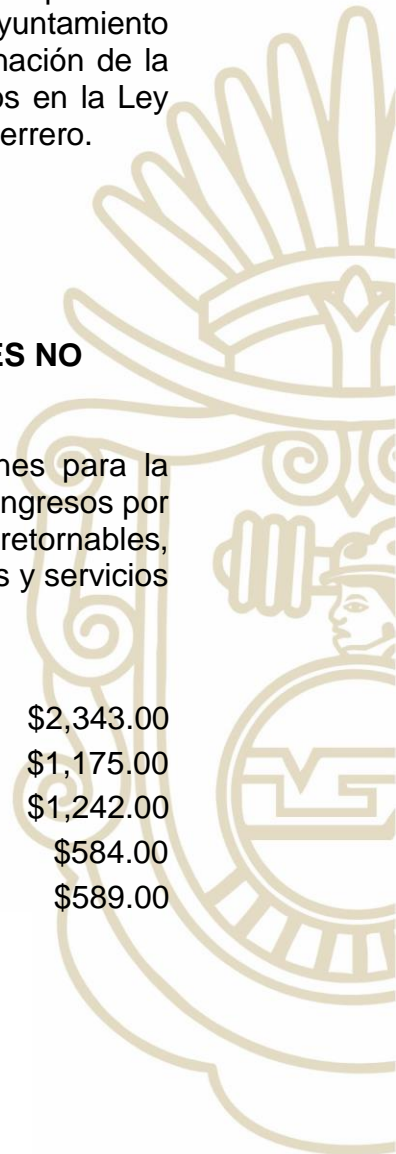 yuntamiento
nación de la
os en la Ley
errero.
ES NO
nes para la
ngresos por
retornables,
s y servicios
$2,343.00
$1,175.00
$1,242.00
$584.00
$589.00